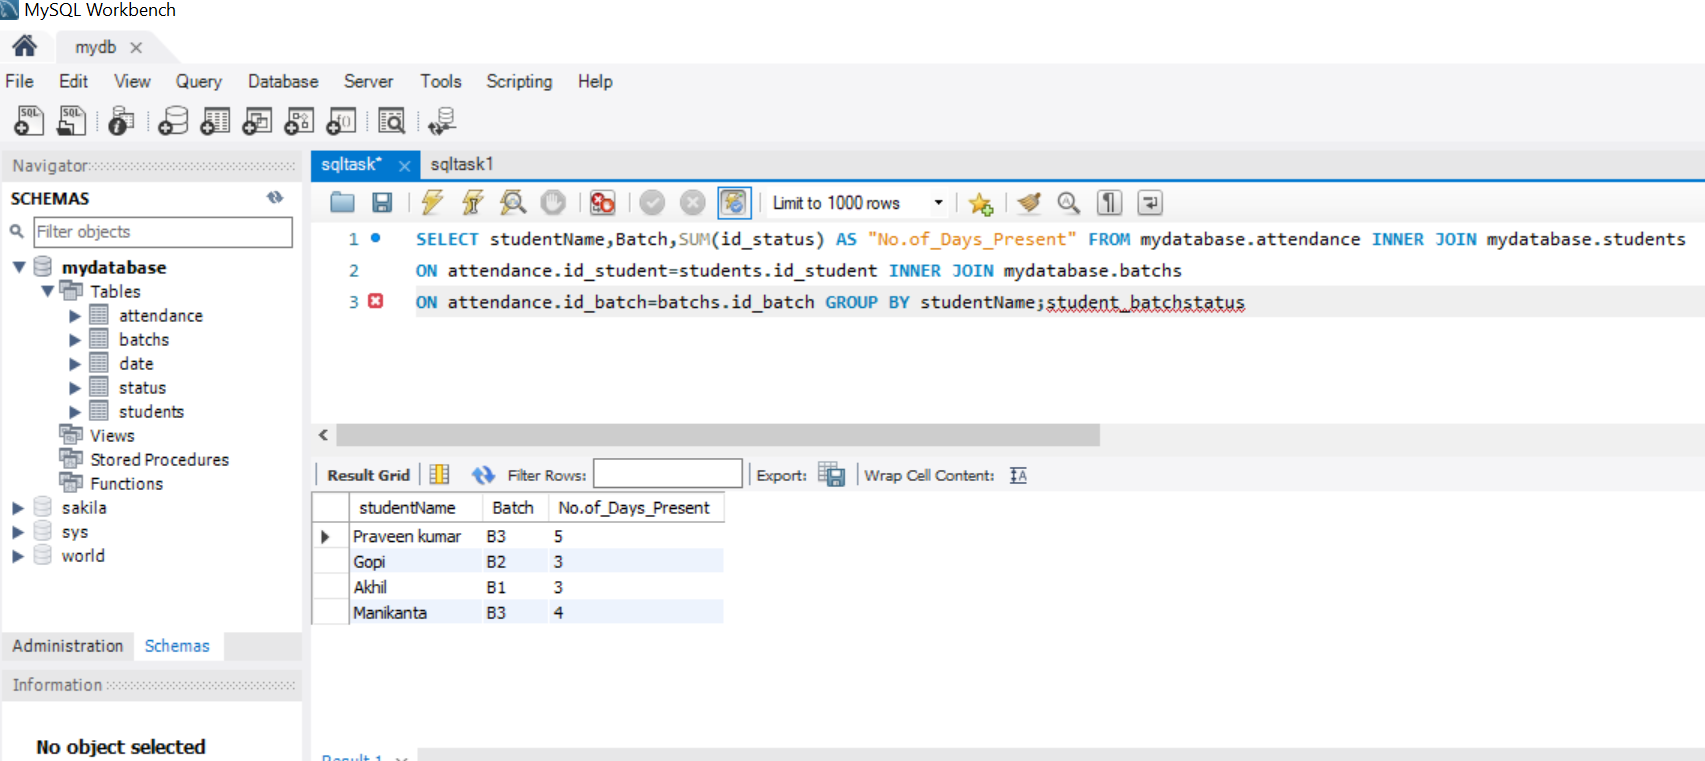 MySQL Workbench
mydb
File Edit View Query Database Server Tools Scripting Help
Navigator
SCHEMAS
Filter objects
mydatabase
Tables
attendance
batchs
date
status
students
Views
Stored Procedures
Functions
sakila
sys
world
Administration Schemas
Information
No object selected
sqltask* sqltask1
Limit to 1000 rows
1 SELECT studentName,Batch,SUM(id_status) AS "No.of_Days_Present" FROM mydatabase.attendance INNER JOIN mydatabase.students
2 ON attendance.id_student=students.id_student INNER JOIN mydatabase.batchs
3 ON attendance.id_batch=batchs.id_batch GROUP BY studentName;student_batchstatus
Result Grid Filter Rows: Export: Wrap Cell Content:
studentName Batch No.of_Days_Present
Praveen kumar B3 5
Gopi B2 3
Akhil B1 3
Manikanta B3 4
Result 1